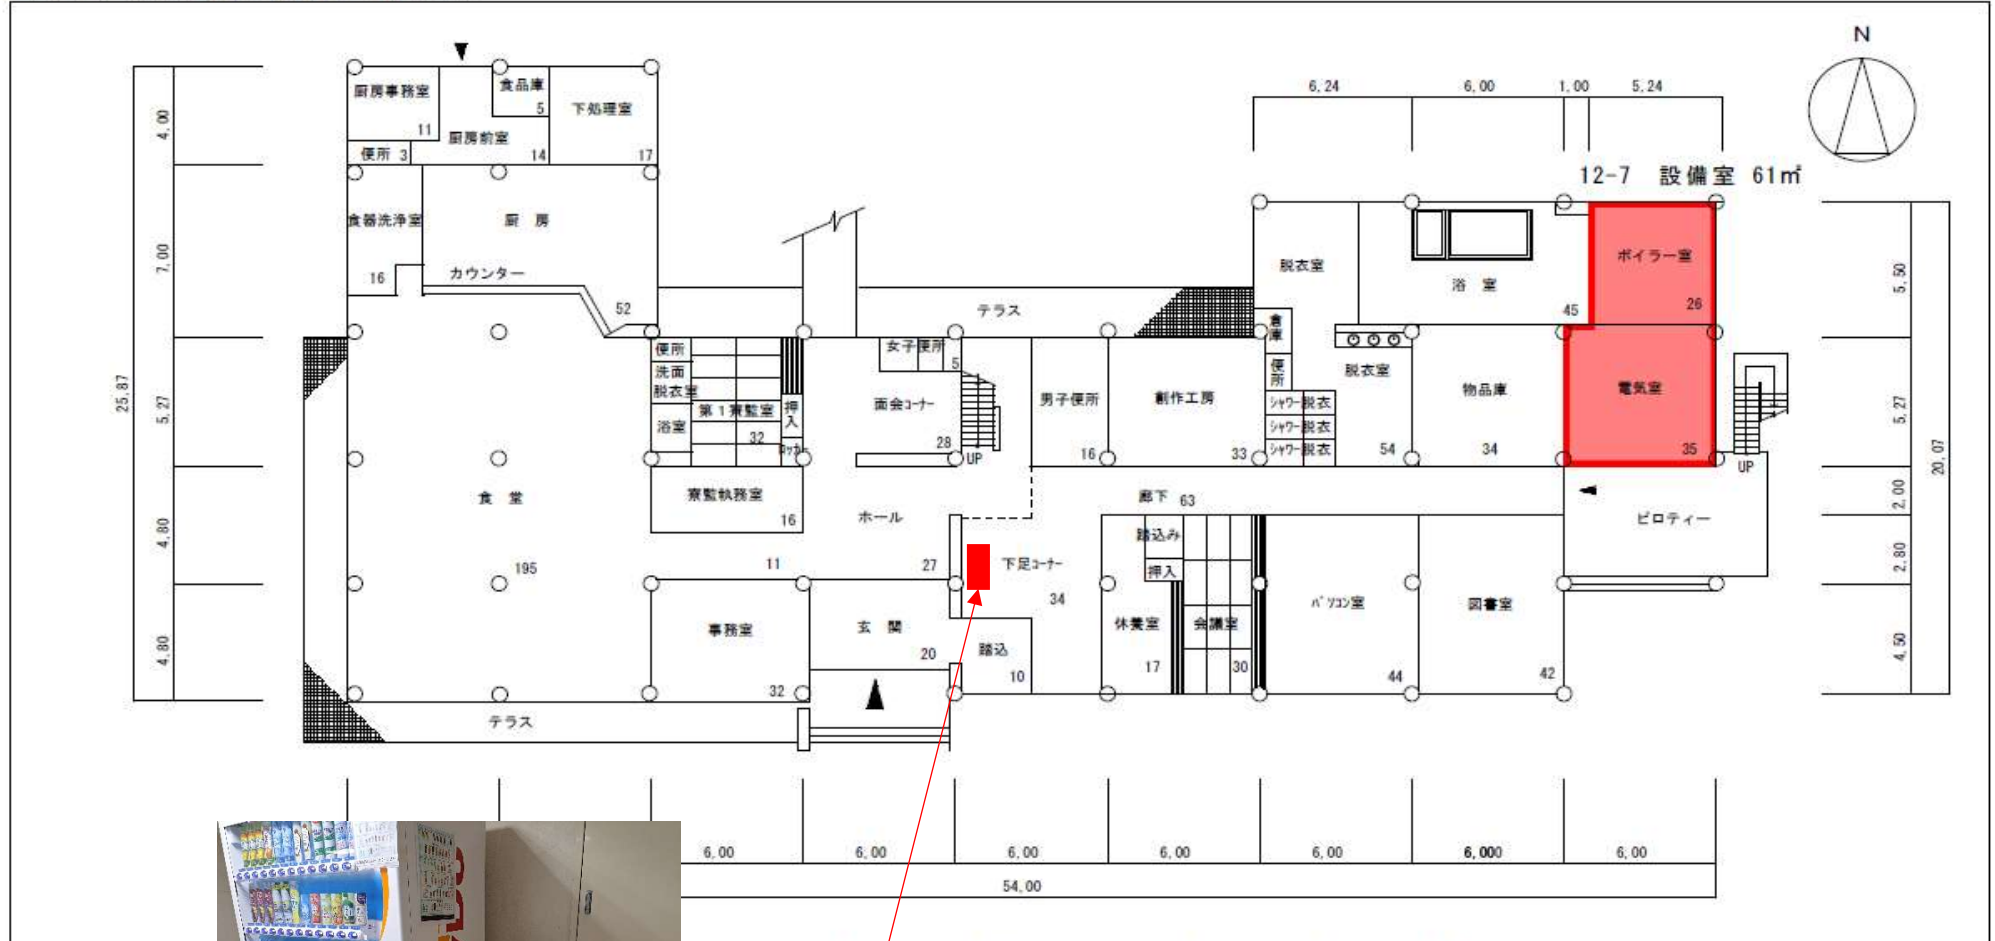 N
6,24
6,00
1,00
5,24
12-7 設備室 61㎡
厨房事務室
11
食品庫
5
下処理室
17
厨房前室
14
便所 3
4,00
7,00
5,27
4,80
4,80
25,87
食器洗浄室
16
厨 房
カウンター
52
テラス
脱衣室
浴 室
45
ボイラー室
26
倉庫
便所
脱衣室
54
シャワー 脱衣
シャワー 脱衣
シャワー 脱衣
物品庫
34
電気室
35
UP
5,50
5,27
2,00
2,80
4,50
20,07
便所
洗面
脱衣室
浴室
第1寮監室
32
押入
ロッカー
女子便所
5
面会コーナー
28
UP
男子便所
16
創作工房
33
食 堂
195
寮監執務室
16
ホール
27
11
廊下 63
ピロティー
下足コーナー
34
踏込み
押入
休養室
17
会議室
30
パソコン室
44
図書室
42
事務室
32
玄 関
20
踏込
10
テラス
6,00
6,00
6,00
6,00
6,00
6,000
6,00
54,00